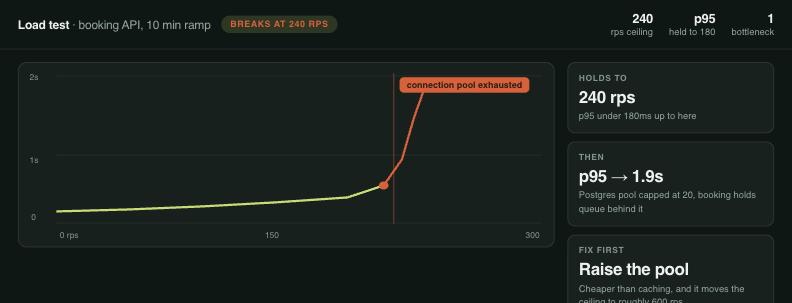 Load test · booking API, 10 min ramp
BREAKS AT 240 RPS
240
rps ceiling
p95
held to 180
1
bottleneck
2s
1s
0
connection pool exhausted
0 rps
150
300
HOLDS TO
240 rps
p95 under 180ms up to here
THEN
p95 → 1.9s
Postgres pool capped at 20, booking holds
queue behind it
FIX FIRST
Raise the pool
Cheaper than caching, and it moves the
ceiling to roughly 600 rps